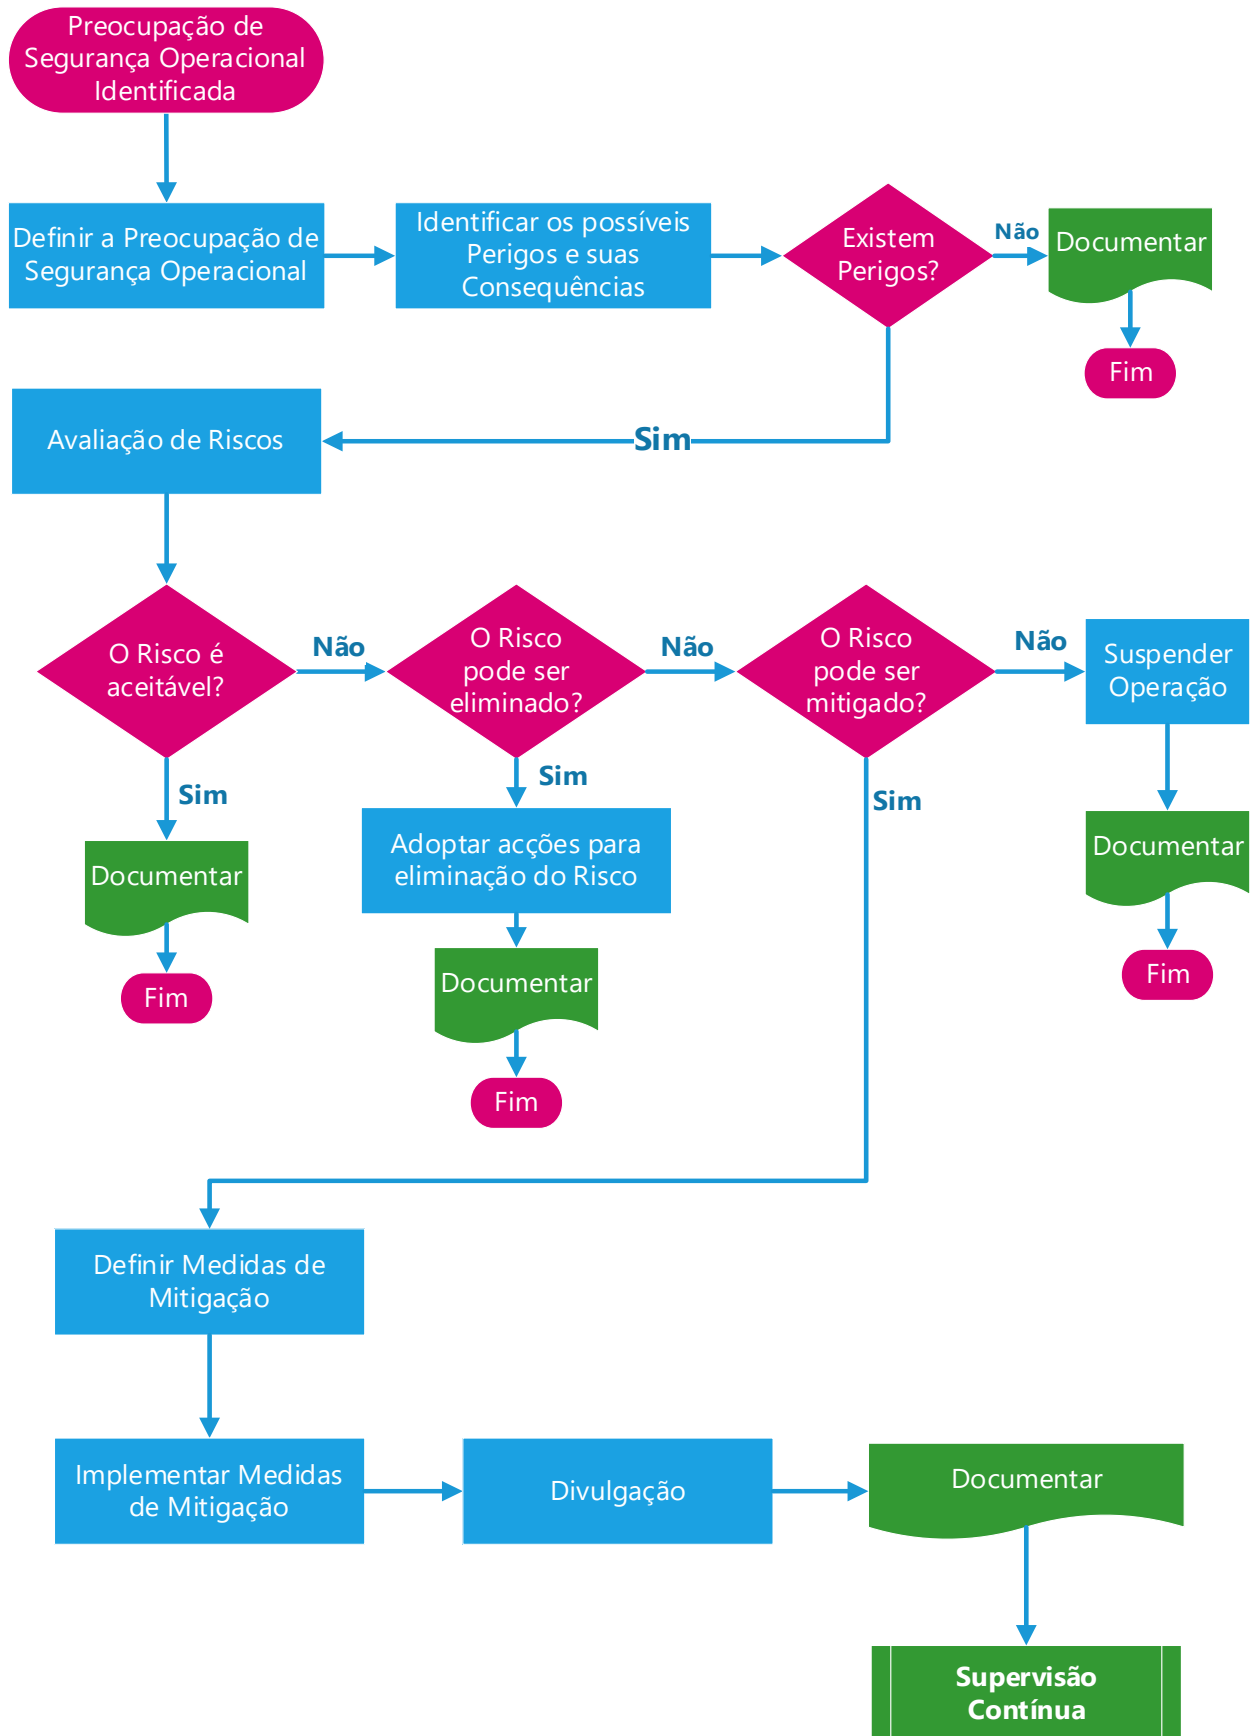 Preocupação de
Segurança Operacional
Identificada
Definir a Preocupação de
Segurança Operacional
Identificar os possíveis
Perigos e suas
Consequências
Existem
Perigos?
Não
Documentar
Fim
Avaliação de Riscos
Sim
O Risco é
aceitável?
Não
O Risco
pode ser
eliminado?
Não
O Risco
pode ser
mitigado?
Não
Suspender
Operação
Sim
Sim
Sim
Documentar
Adoptar acções para
eliminação do Risco
Documentar
Fim
Documentar
Fim
Fim
Definir Medidas de
Mitigação
Implementar Medidas
de Mitigação
Divulgação
Documentar
Supervisão
Contínua